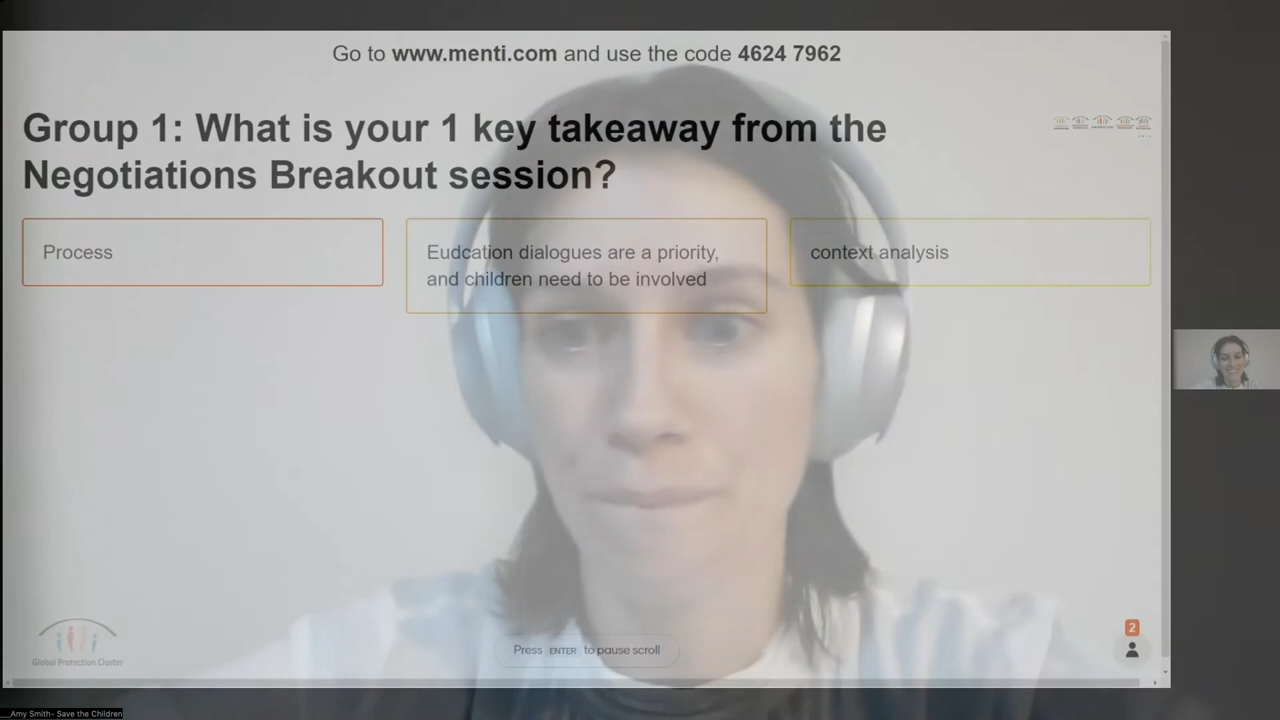 Go to www.menti.com and use the code 4624 7962
Group 1: What is your 1 key takeaway from the
Negotiations Breakout session?
Process
Eudcation dialogues are a priority,
and children need to be involved
context analysis
2
Press ENTER to pause scroll
Global Protection Cluster
__Amy Smith- Save the Children